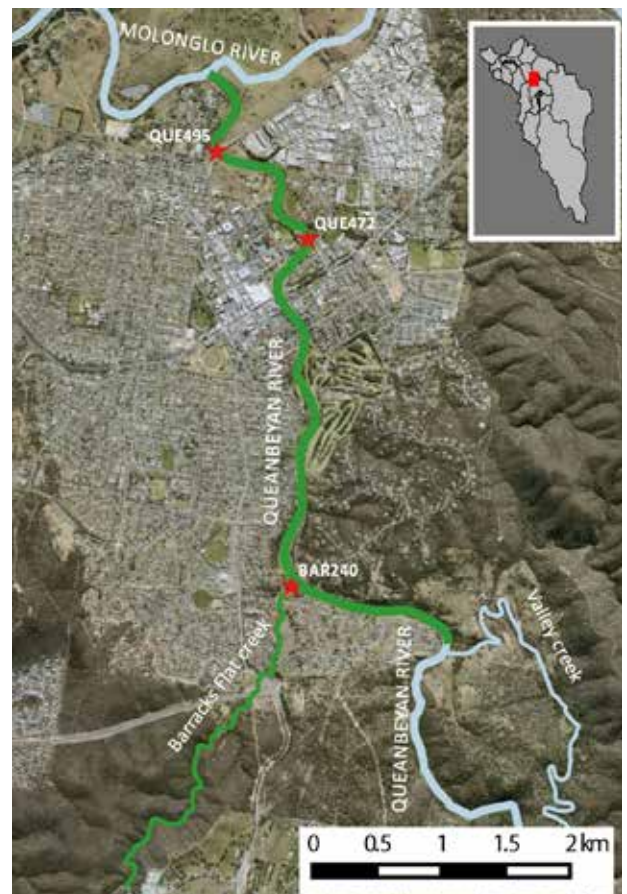 MOLONGLO RIVER
QUE495
QUE472
QUEANBEYAN RIVER
BAR240
Barracks Flat creek
QUEANBEYAN RIVER
Valley creek
0 0.5 1 1.5 2 km